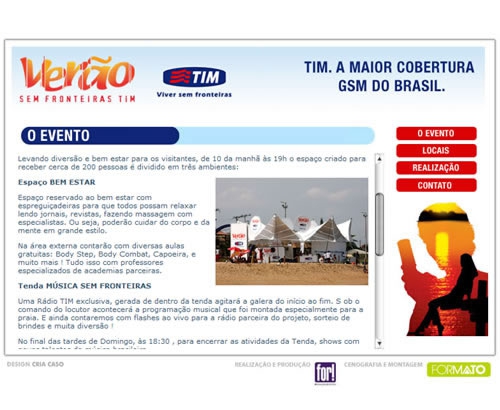 Verão
SEM FRONTEIRAS TIM
TIM
Viver sem fronteiras
TIM. A MAIOR COBERTURA
GSM DO BRASIL.
O EVENTO
O EVENTO
LOCAIS
REALIZAÇÃO
CONTATO
Levando diversão e bem estar para os visitantes, de 10 da manhã às 19h o espaço criado para
receber cerca de 200 pessoas é dividido em três ambientes:
Espaço BEM ESTAR
Espaço reservado ao bem estar com
espreguiçadeiras para que todos possam relaxar
lendo jornais, revistas, fazendo massagem com
especialistas. Ou seja, poderão cuidar do corpo e da
mente em grande estilo.
Na área externa contarão com diversas aulas
gratuitas: Body Step, Body Combat, Capoeira, e
muito mais ! Tudo isso com professores
especializados de academias parceiras.
Tenda MÚSICA SEM FRONTEIRAS
Uma Rádio TIM exclusiva, gerada de dentro da tenda agitará a galera do início ao fim. S ob o
comando do locutor acontecerá a programação musical que foi montada especialmente para a
praia. E ainda contaremos com flashes ao vivo para a rádio parceira do projeto, sorteio de
brindes e muita diversão !
No final das tardes de Domingo, às 18:30 , para encerrar as atividades da Tenda, shows com
DESIGN CRIA CASO
REALIZAÇÃO E PRODUÇÃO
for!
CENOGRAFIA E MONTAGEM
FORMATO